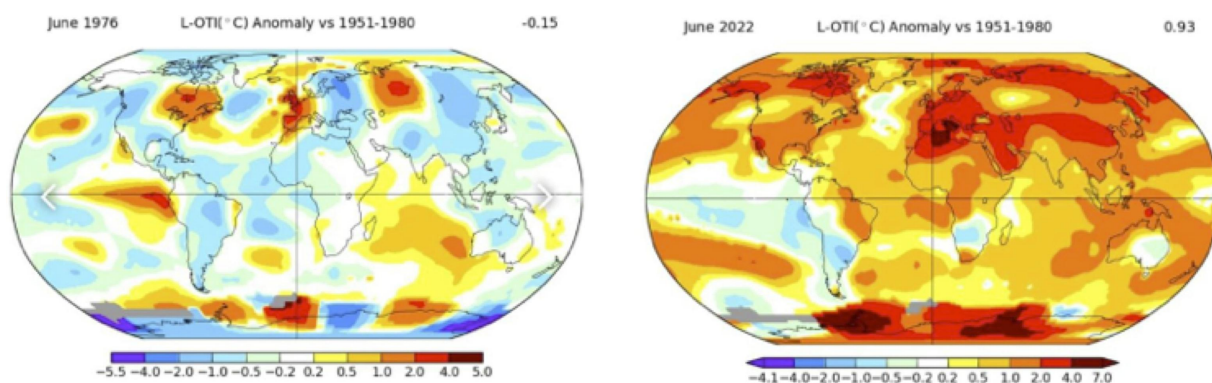 June 1976 L-OTI(°C) Anomaly vs 1951-1980 -0.15
-5.5 -4.0 -2.0 -1.0 -0.5 -0.2 0.2 0.5 1.0 2.0 4.0 5.0
June 2022 L-OTI(°C) Anomaly vs 1951-1980 0.93
-4.1 -4.0 -2.0 -1.0 -0.5 -0.2 0.2 0.5 1.0 2.0 4.0 7.0